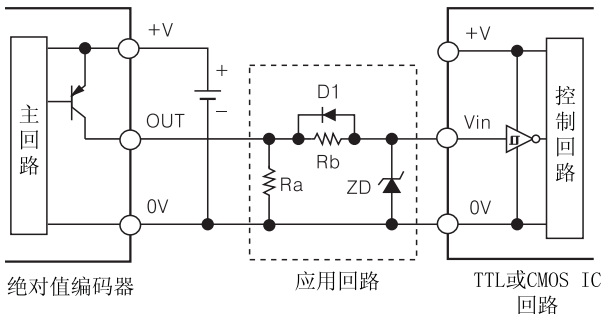 +V
OUT
0V
主回路
+
−
D1
Rb
Ra
ZD
+V
Vin
0V
控制回路
绝对值编码器
应用回路
TTL或CMOS IC
回路